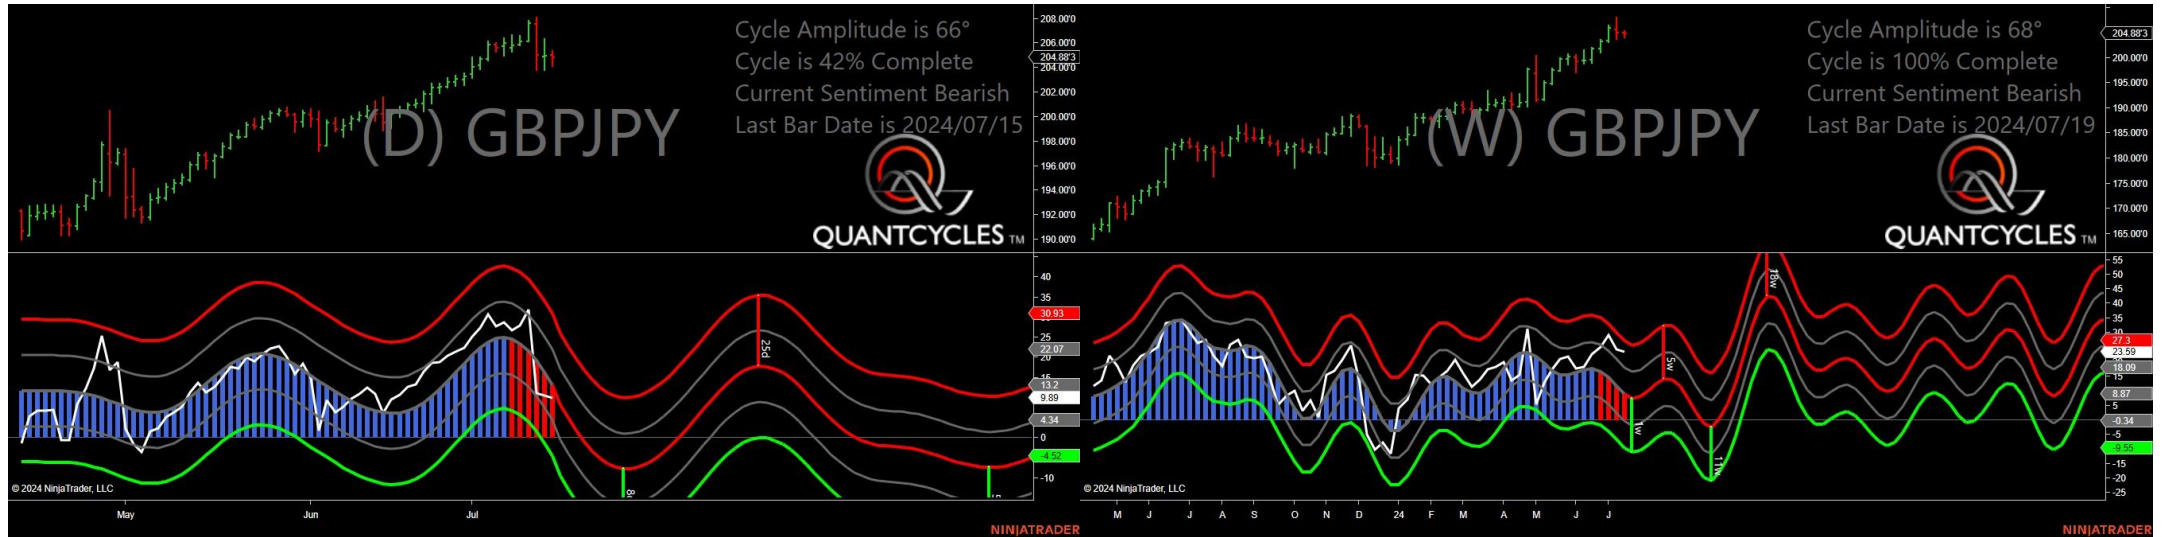 Cycle Amplitude is 66°
Cycle is 42% Complete
Current Sentiment Bearish
Last Bar Date is 2024/07/15
(D) GBPJPY
QUANTCYCLES TM
208.00'0
206.00'0
204.88'3
204.00'0
202.00'0
200.00'0
198.00'0
196.00'0
194.00'0
192.00'0
190.00'0
25d
40
35
30.93
25
22.07
20
15
13.2
9.89
4.34
0
-4.52
-10
© 2024 NinjaTrader, LLC
May Jun Jul
NINJATRADER
Cycle Amplitude is 68°
Cycle is 100% Complete
Current Sentiment Bearish
Last Bar Date is 2024/07/19
(W) GBPJPY
QUANTCYCLES TM
204.88'3
200.00'0
195.00'0
190.00'0
185.00'0
180.00'0
175.00'0
170.00'0
165.00'0
18w
5w
1w
11w
55
50
45
40
35
30
27.3
23.59
18.09
15
8.87
5
-0.34
-5
-9.55
-15
-20
-25
© 2024 NinjaTrader, LLC
M J J A S O N D 24 F M A M J J
NINJATRADER